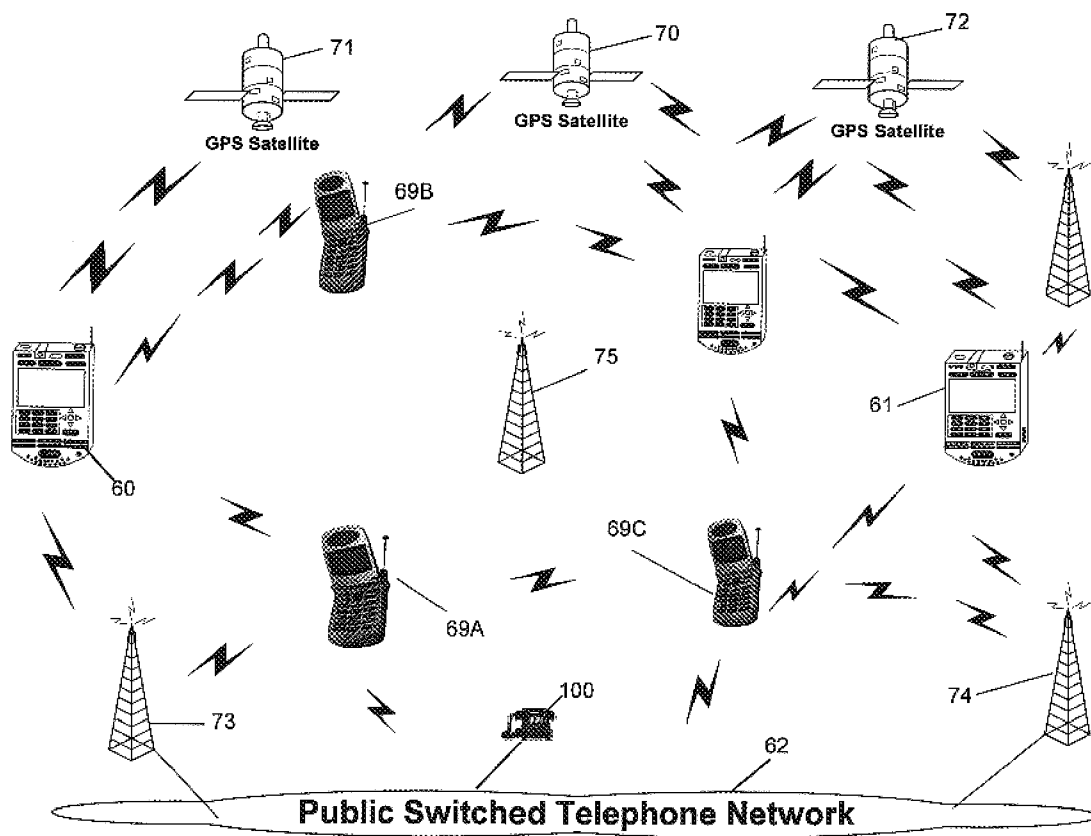 71
70
72
GPS Satellite
GPS Satellite
GPS Satellite
69B
75
61
60
69C
69A
100
74
73
62
Public Switched Telephone Network